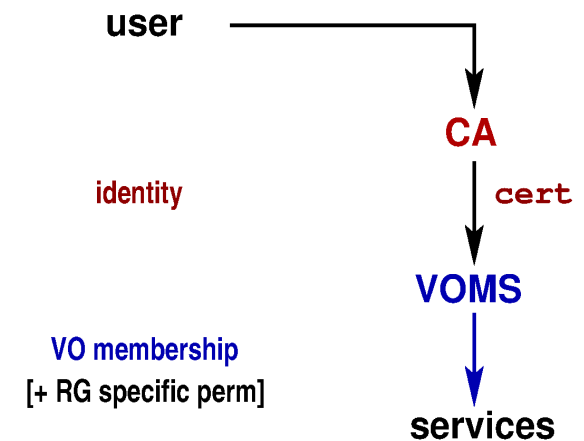 user
CA
identity
cert
VOMS
VO membership
[+ RG specific perm]
services